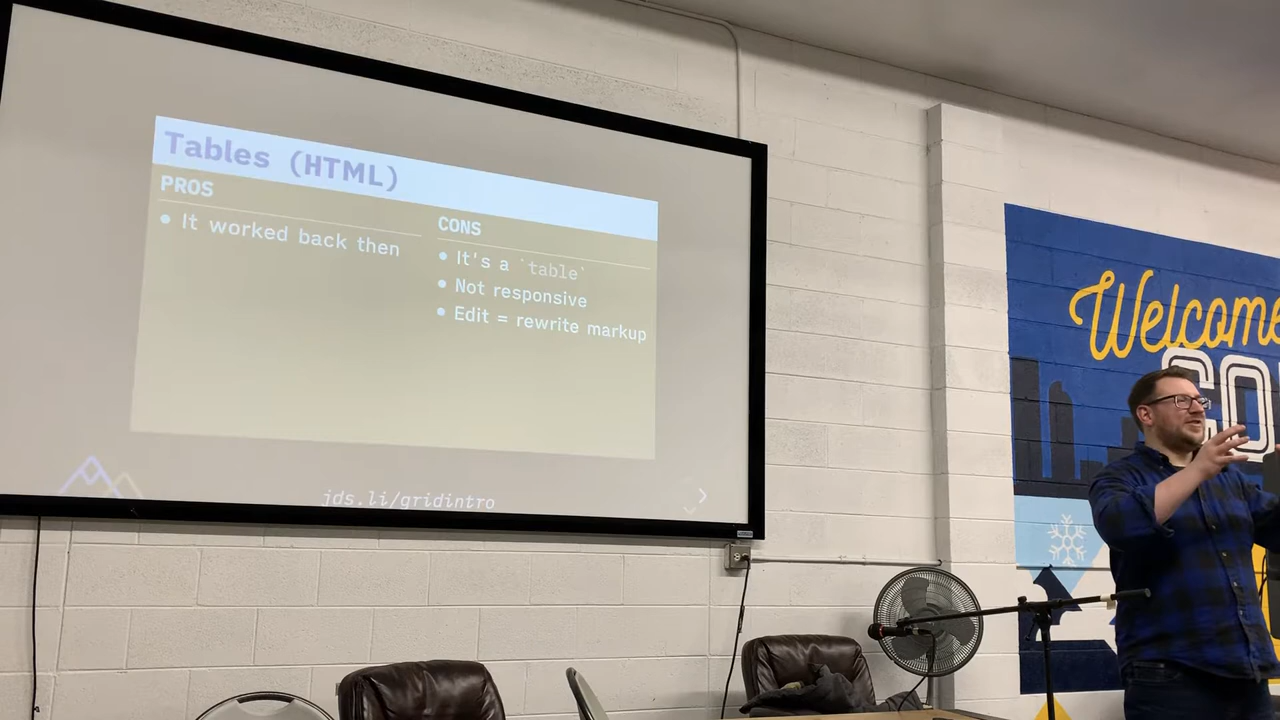 Tables (HTML)
PROS
• It worked back then
CONS
• It's a `table`
• Not responsive
• Edit = rewrite markup
jds.li/gridintro
Welcome